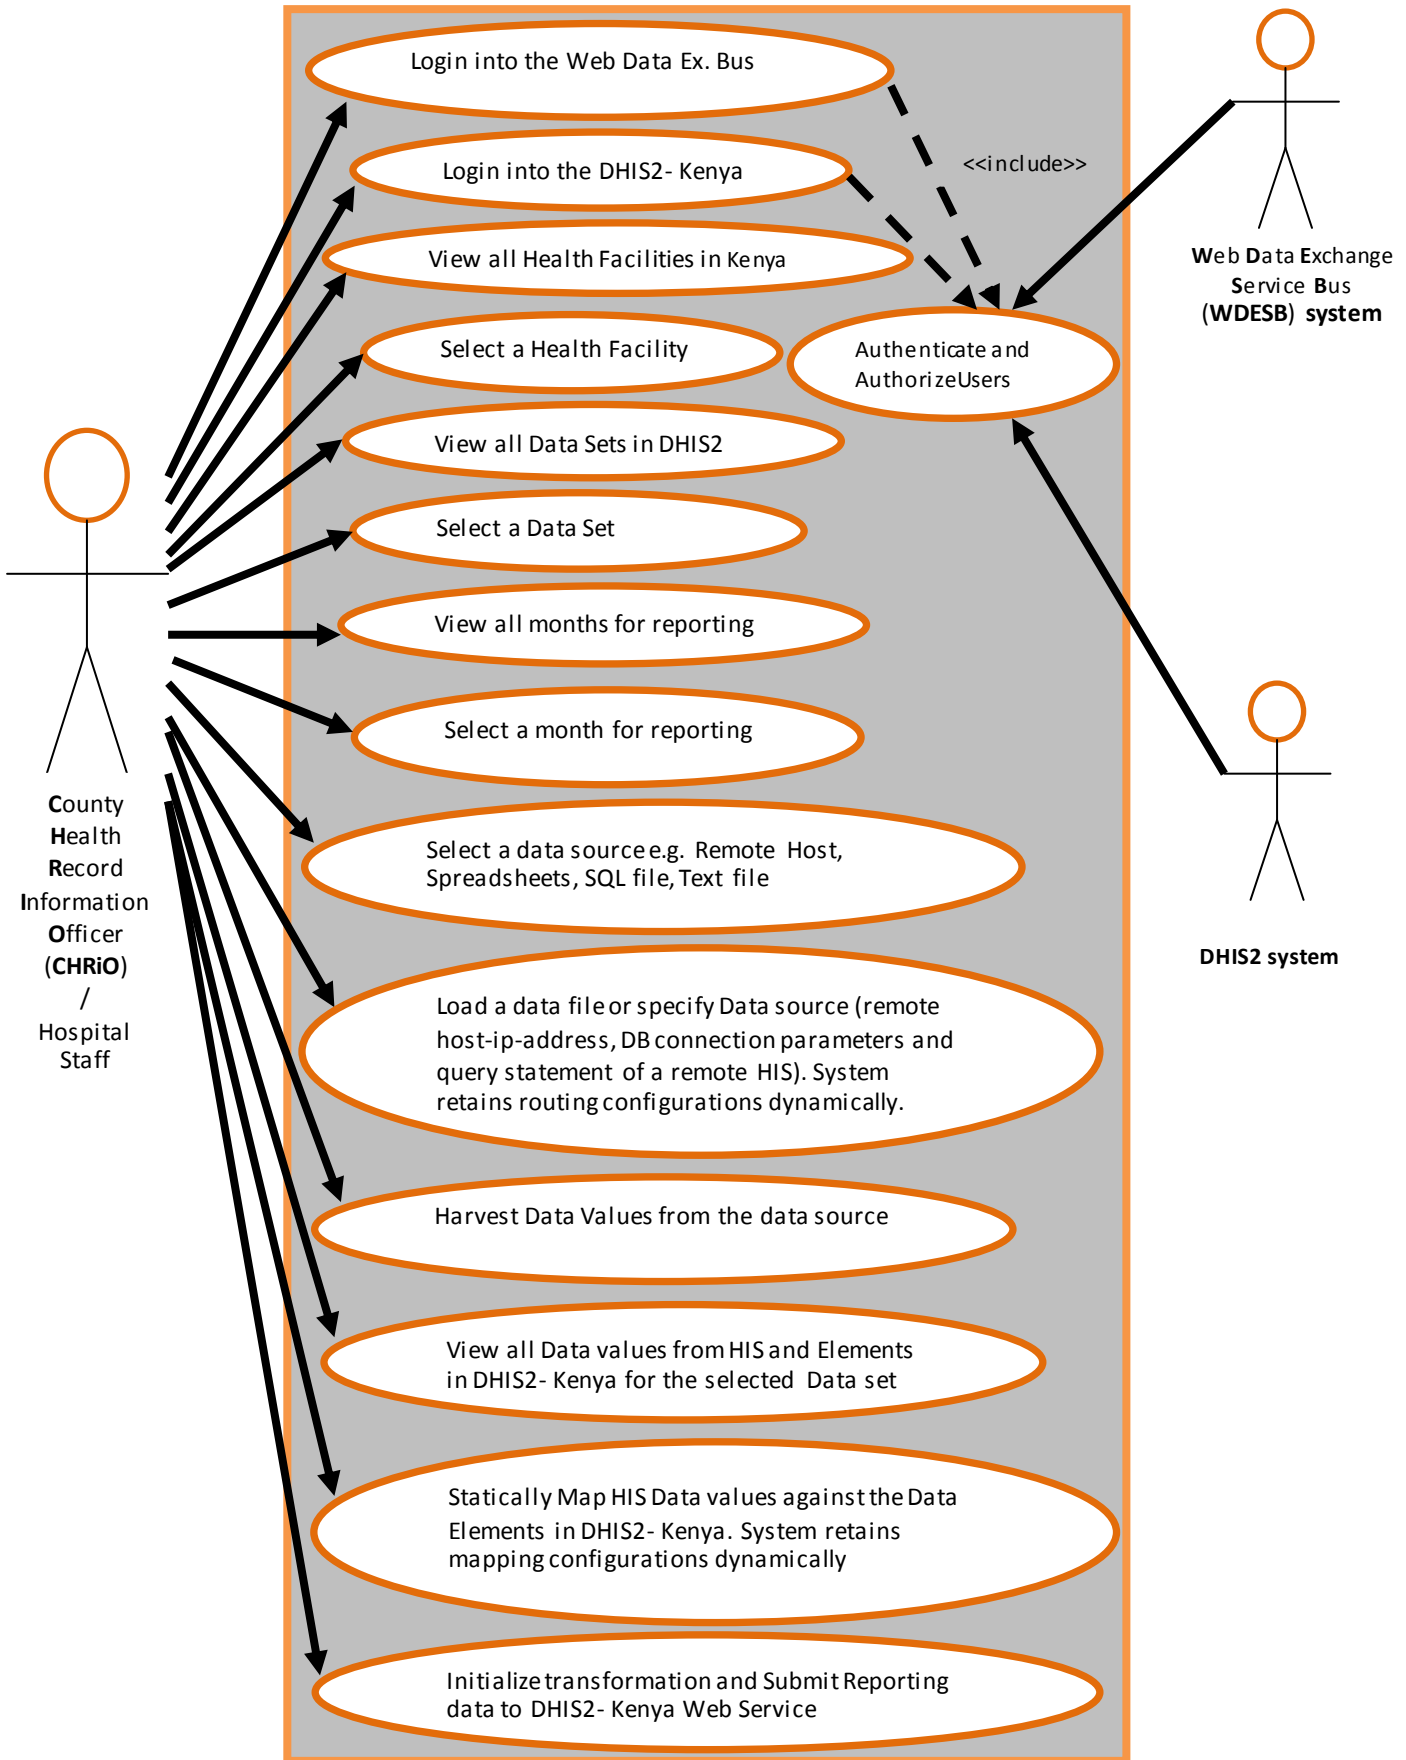 Login into the Web Data Ex. Bus
Login into the DHIS2- Kenya
<<include>>
View all Health Facilities in Kenya
Web Data Exchange
Service Bus
(WDESB) system
Select a Health Facility
Authenticate and
Authorize Users
View all Data Sets in DHIS2
Select a Data Set
View all months for reporting
Select a month for reporting
County
Health
Record
Information
Officer
(CHRiO)
/
Hospital
Staff
Select a data source e.g. Remote Host,
Spreadsheets, SQL file, Text file
DHIS2 system
Load a data file or specify Data source (remote
host-ip-address, DB connection parameters and
query statement of a remote HIS). System
retains routing configurations dynamically.
Harvest Data Values from the data source
View all Data values from HIS and Elements
in DHIS2- Kenya for the selected Data set
Statically Map HIS Data values against the Data
Elements in DHIS2- Kenya. System retains
mapping configurations dynamically
Initialize transformation and Submit Reporting
data to DHIS2- Kenya Web Service